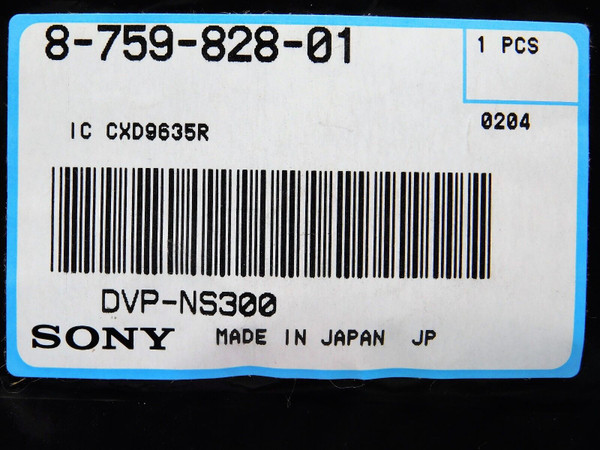 8-759-828-01
1 PCS
0204
IC CXD9635R
DVP-NS300
SONY MADE IN JAPAN JP